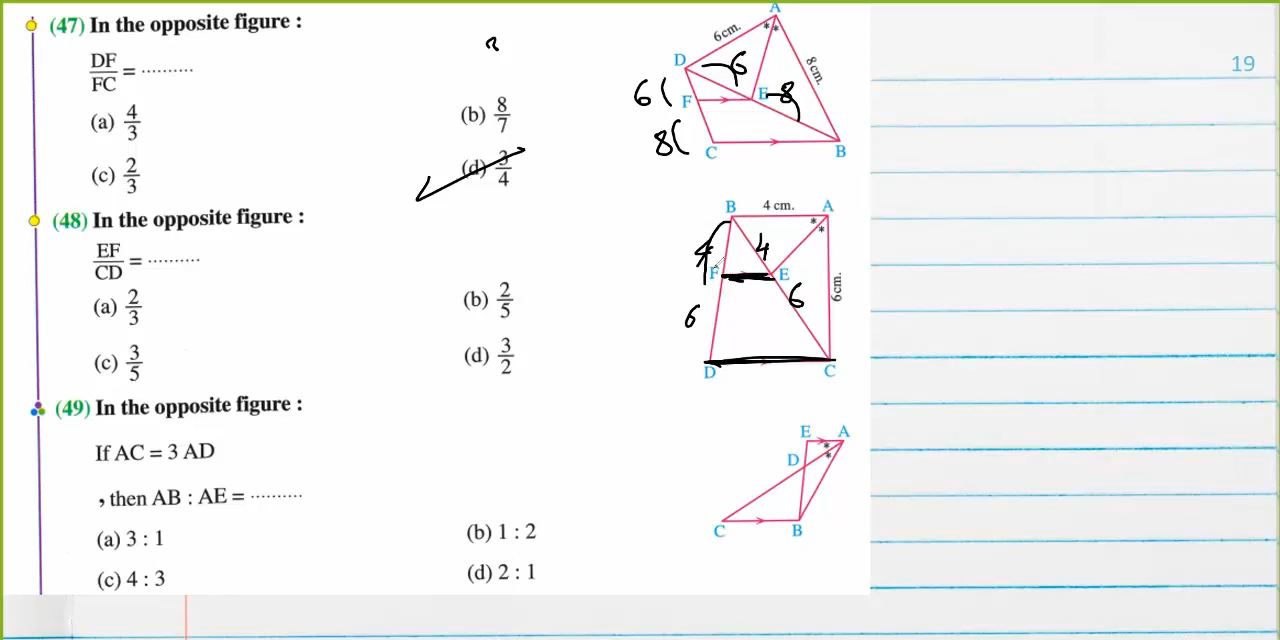 (47) In the opposite figure :
DF/FC = ··········
(a) 4/3
(b) 8/7
(c) 2/3
(d) 3/4
A
6 cm.
* *
8 cm.
D
6
E
8
6
F
8
C
B
19
(48) In the opposite figure :
EF/CD = ··········
(a) 2/3
(b) 2/5
(c) 3/5
(d) 3/2
B
4 cm.
A
* *
4
4
F
E
6 cm.
6
6
D
C
(49) In the opposite figure :
If AC = 3 AD
, then AB : AE = ··········
(a) 3 : 1
(b) 1 : 2
(c) 4 : 3
(d) 2 : 1
E
A
* *
D
C
B